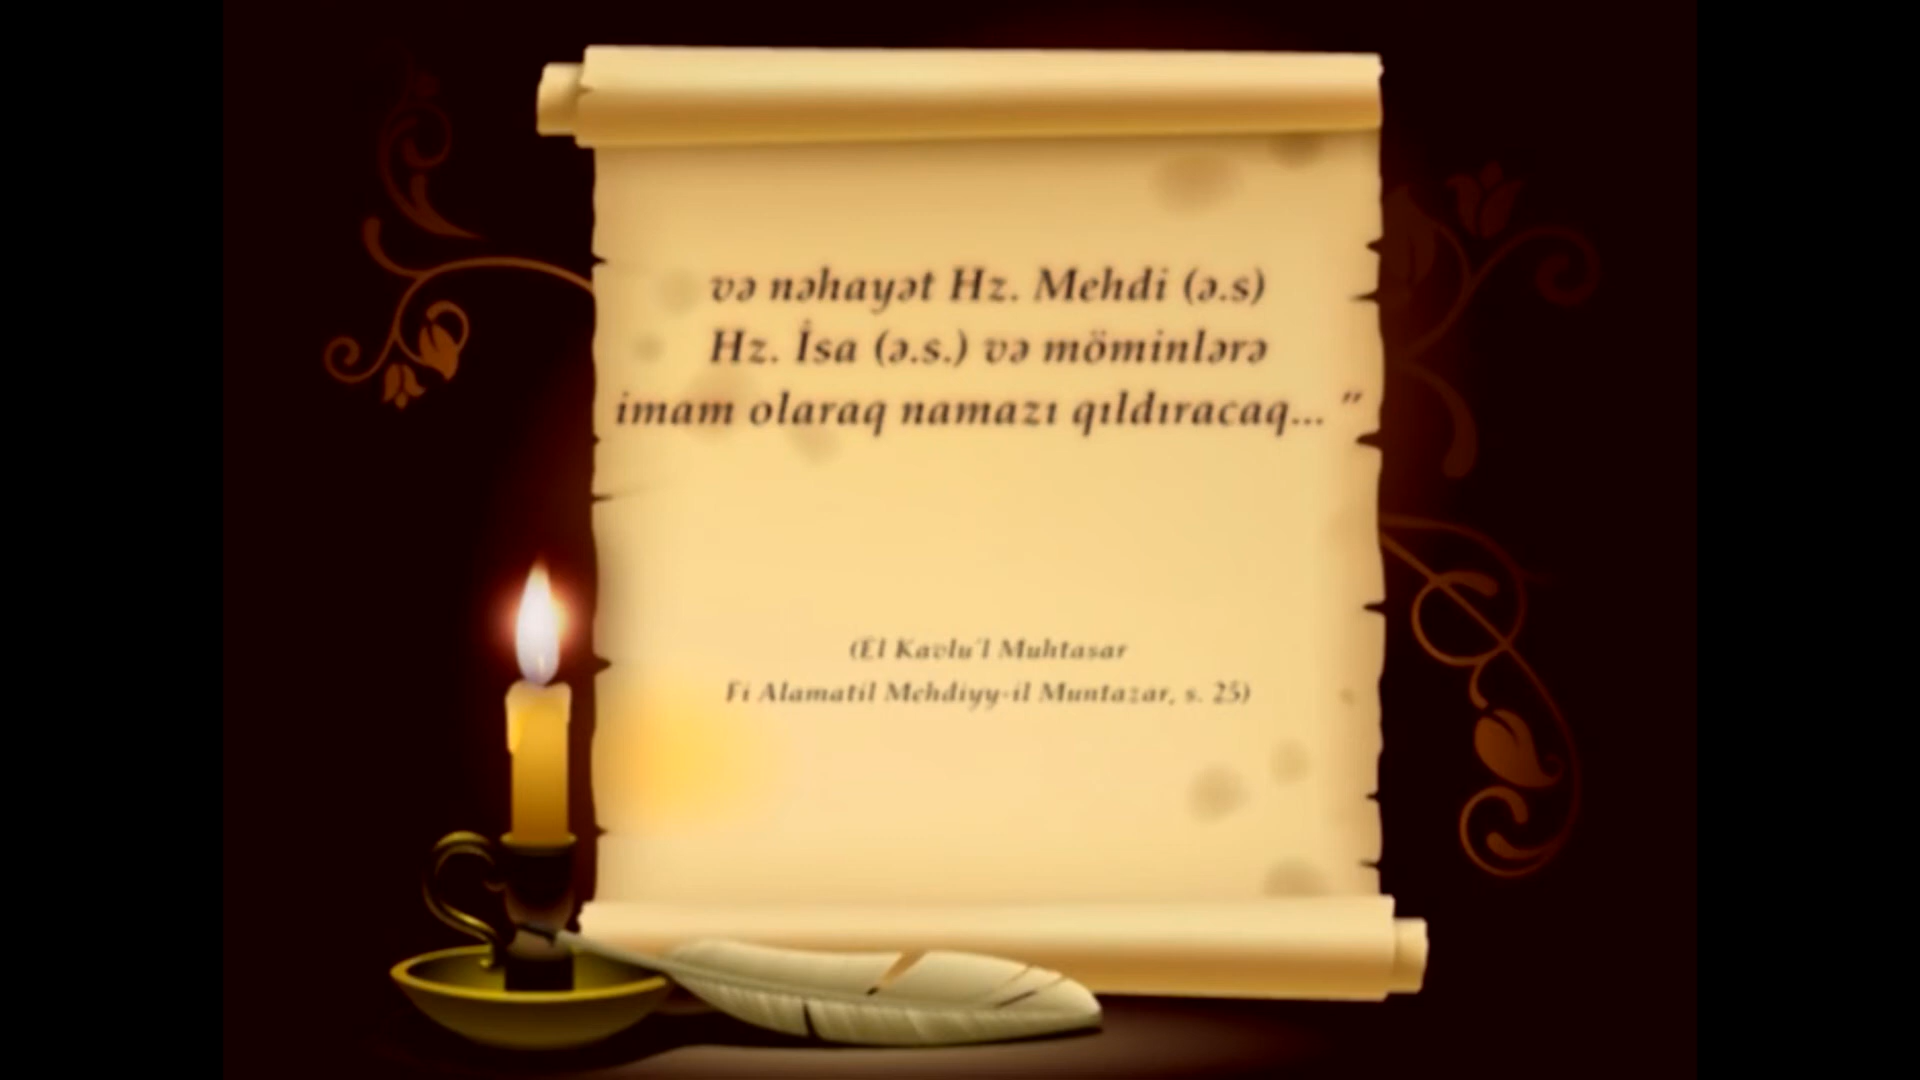 və nəhayət Hz. Mehdi (ə.s)
Hz. İsa (ə.s.) və möminlərə
imam olaraq namazı qıldıracaq... ”
(El Kavlu'l Muhtasar
Fi Alamatil Mehdiyy-il Muntazar, s. 25)